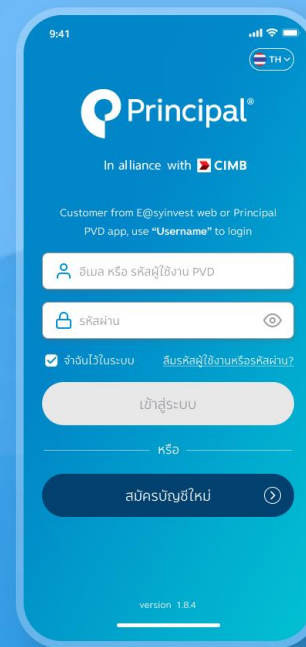 9:41
TH
Principal®
In alliance with CIMB
Customer from E@syinvest web or Principal
PVD app, use "Username" to login
อีเมล หรือ รหัสผู้ใช้งาน PVD
รหัสผ่าน
จำฉันไว้ในระบบ ลืมรหัสผู้ใช้งานหรือรหัสผ่าน?
เข้าสู่ระบบ
หรือ
สมัครบัญชีใหม่
version 1.8.4